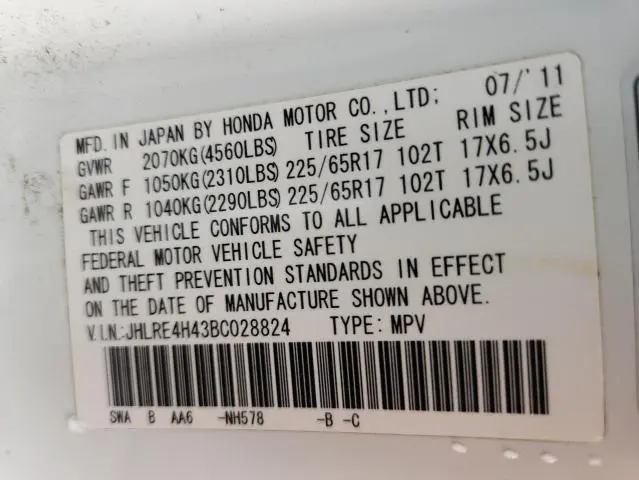 MFD. IN JAPAN BY HONDA MOTOR CO.,LTD; 07/'11
GVWR 2070KG(4560LBS) TIRE SIZE RIM SIZE
GAWR F 1050KG(2310LBS) 225/65R17 102T 17X6.5J
GAWR R 1040KG(2290LBS) 225/65R17 102T 17X6.5J
THIS VEHICLE CONFORMS TO ALL APPLICABLE
FEDERAL MOTOR VEHICLE SAFETY
AND THEFT PREVENTION STANDARDS IN EFFECT
ON THE DATE OF MANUFACTURE SHOWN ABOVE.
V.I.N.:JHLRE4H43BC028824 TYPE: MPV
SWA B AA6 -NH578 -B -C